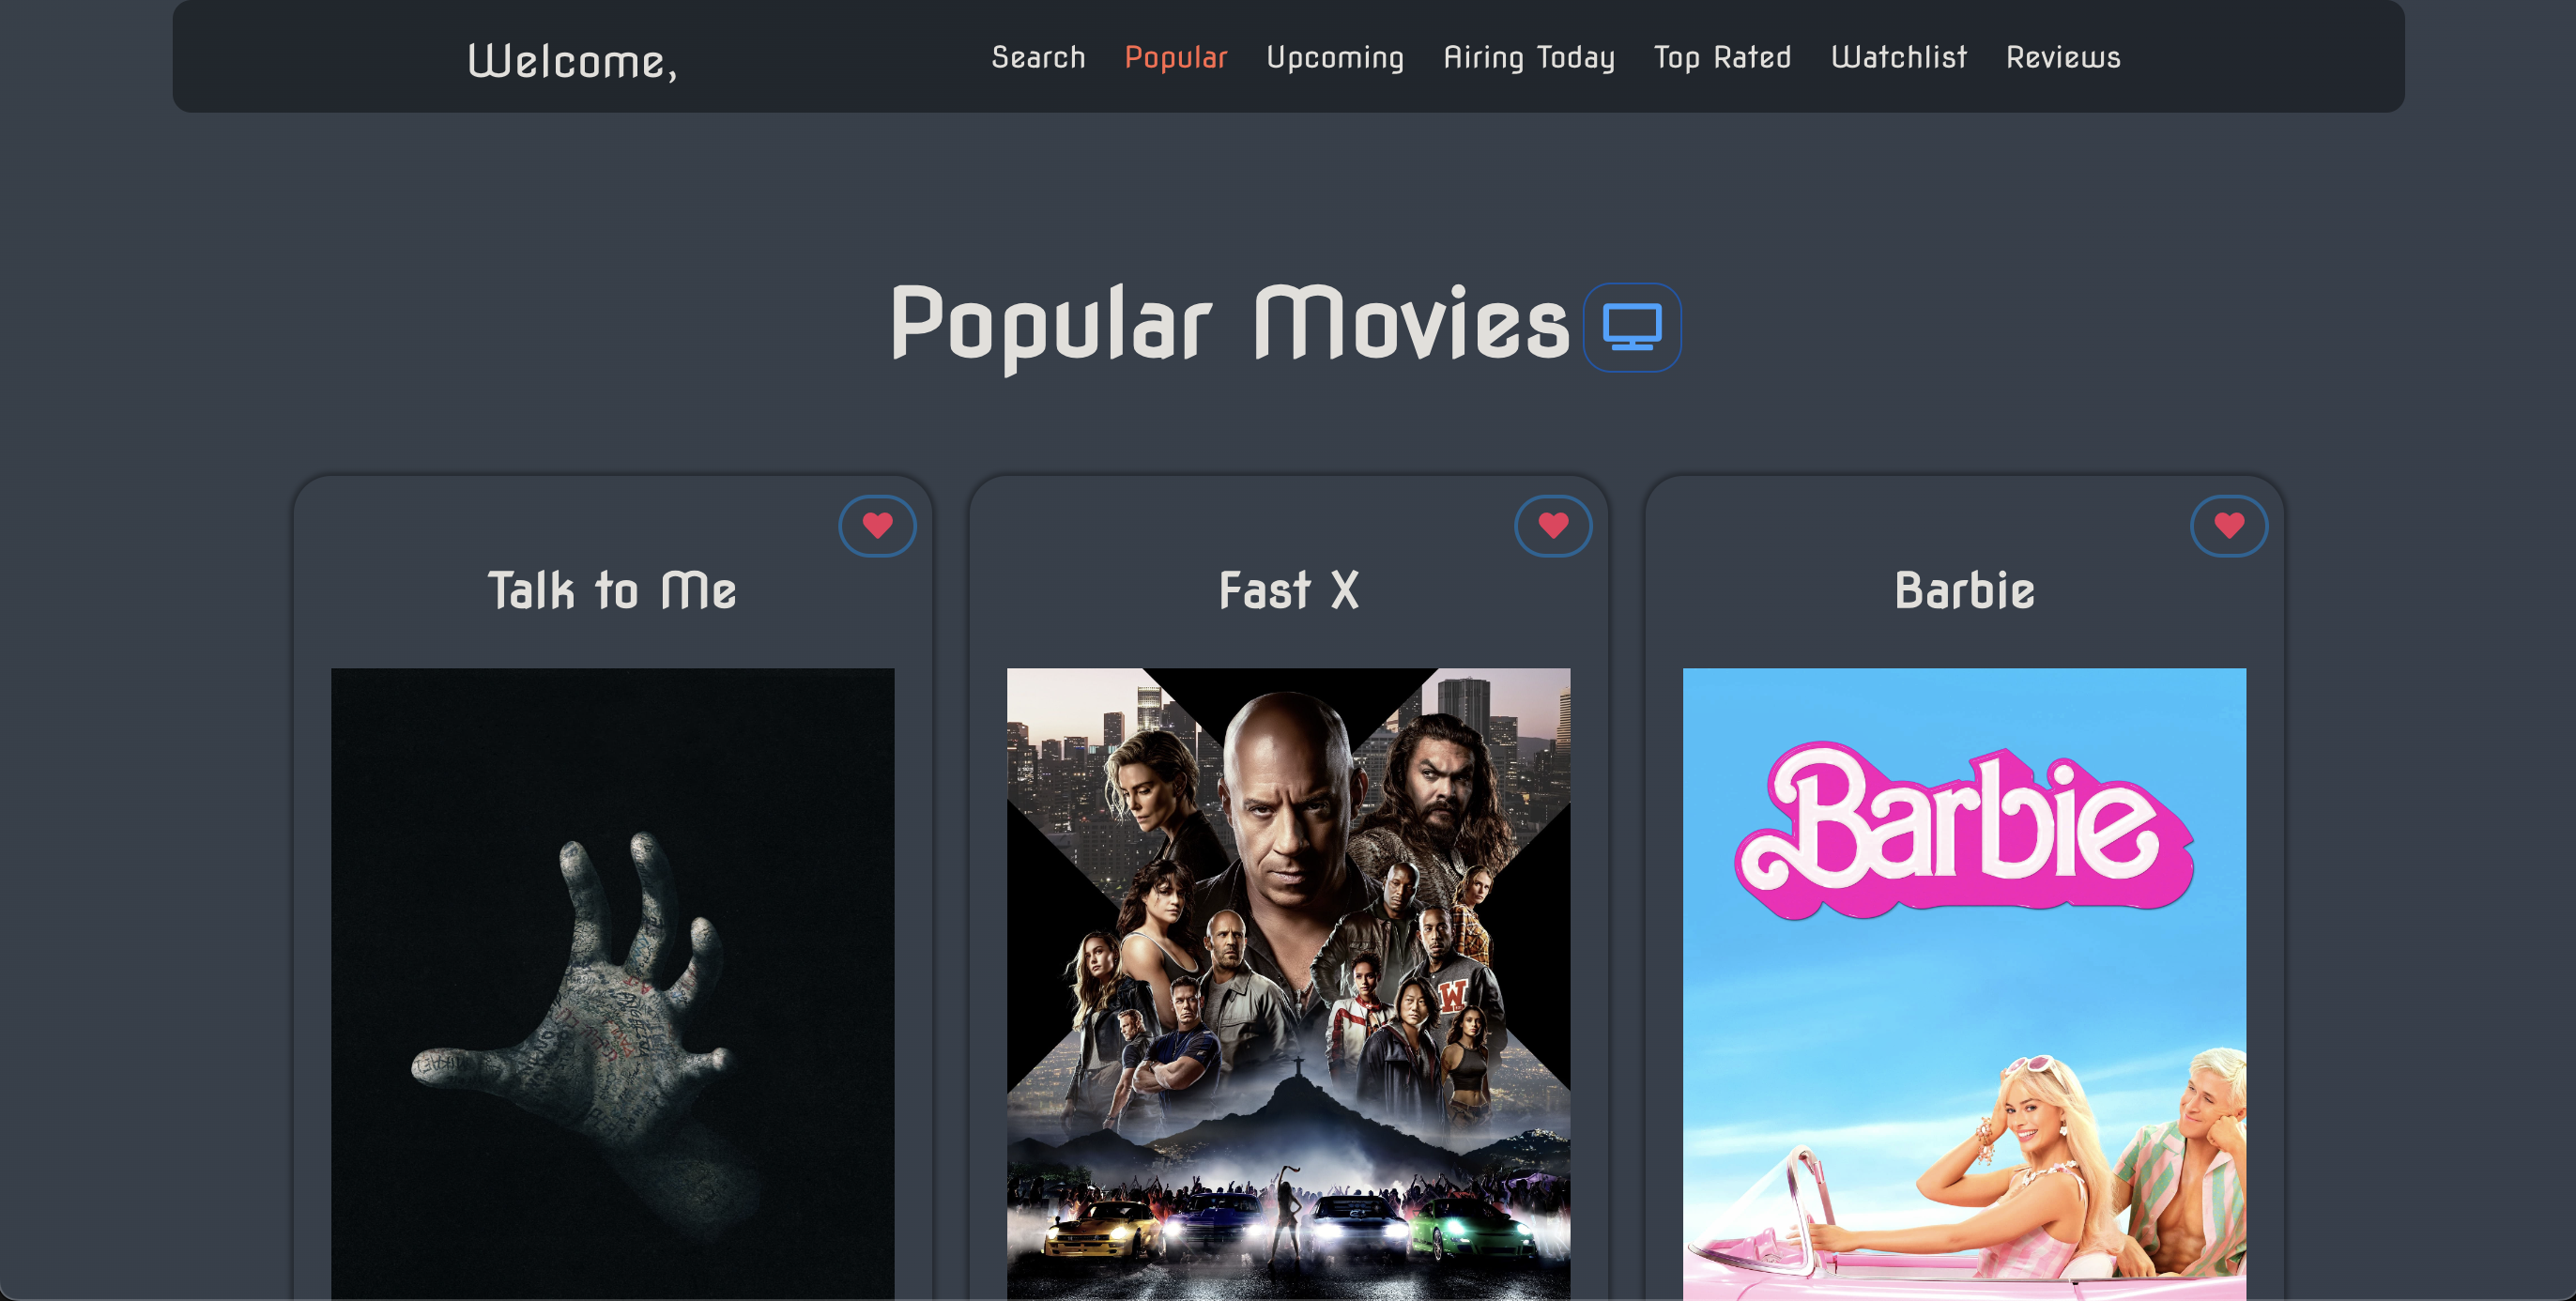 Welcome,
Search Popular Upcoming Airing Today Top Rated Watchlist Reviews
Popular Movies
Talk to Me
Fast X
Barbie
Barbie
W